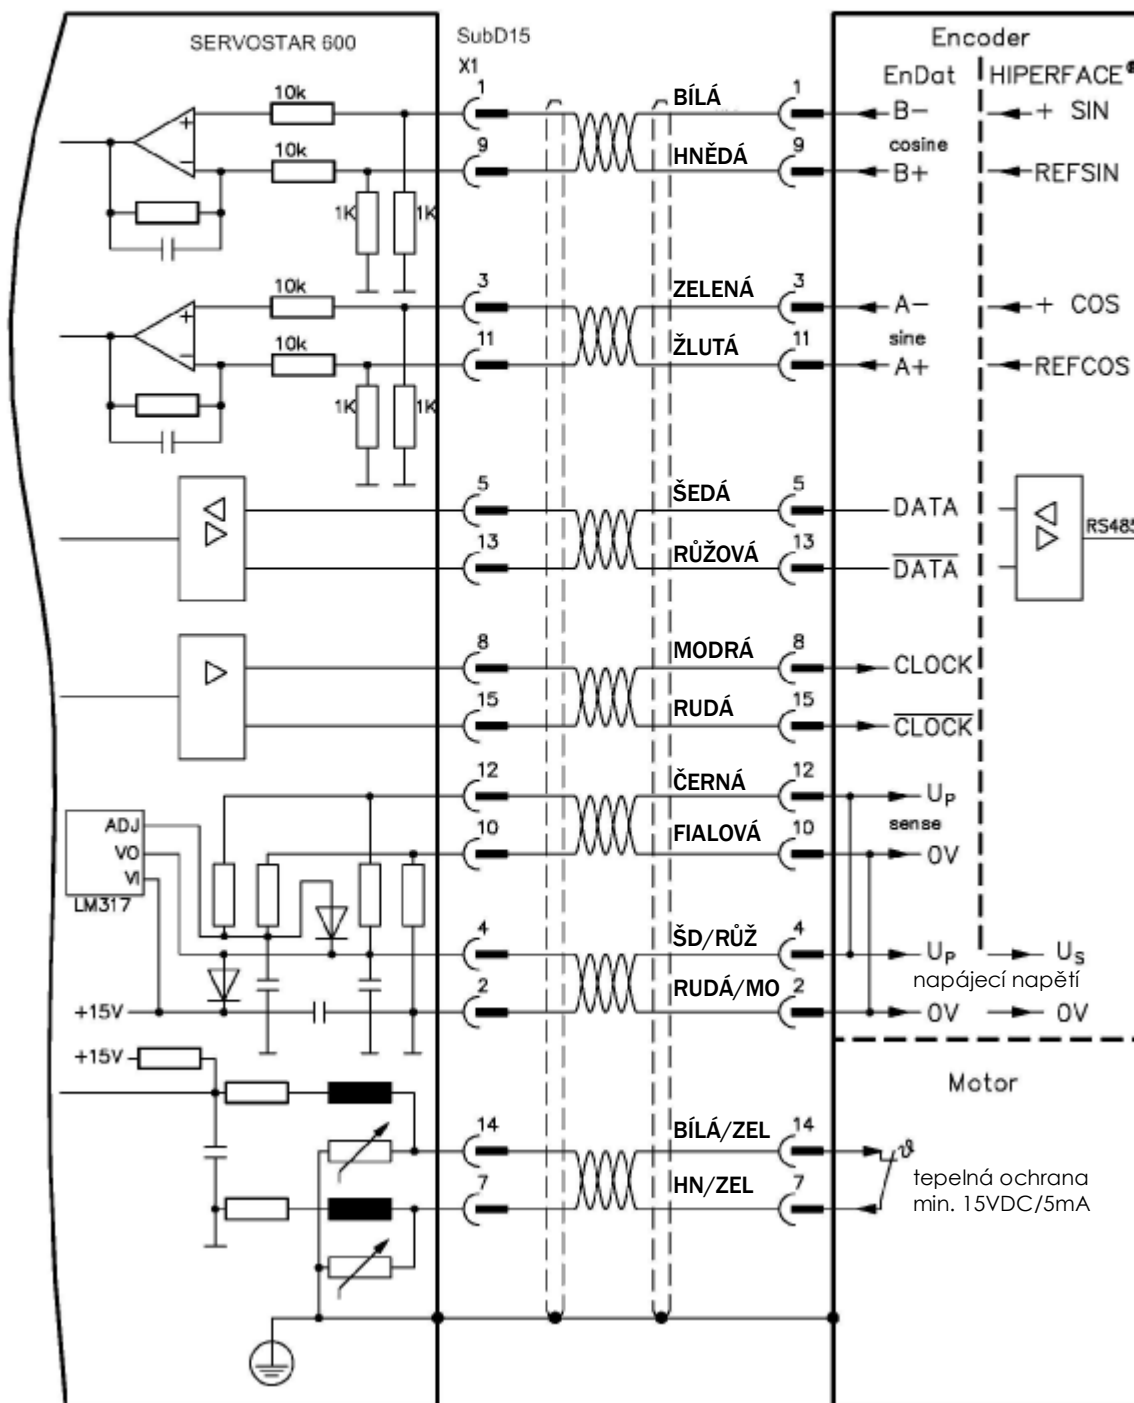 SERVOSTAR 600
SubD15
X1
Encoder
EnDat HIPERFACE®
10k
1
BÍLÁ
1
B- + SIN
cosine
10k
9
HNĚDÁ
9
B+ REFSIN
1K 1K
10k
3
ZELENÁ
3
A- + COS
sine
10k
11
ŽLUTÁ
11
A+ REFCOS
1K 1K
5
ŠEDÁ
5
DATA
RS485
13
RŮŽOVÁ
13
DATA
8
MODRÁ
8
CLOCK
15
RUDÁ
15
CLOCK
12
ČERNÁ
12
UP
sense
ADJ
VO
VI
LM317
10
FIALOVÁ
10
0V
4
ŠD/RŮŽ
4
UP US
napájecí napětí
+15V
2
RUDÁ/MO
2
0V 0V
+15V
Motor
14
BÍLÁ/ZEL
14
ϑ
7
HN/ZEL
7
tepelná ochrana
min. 15VDC/5mA